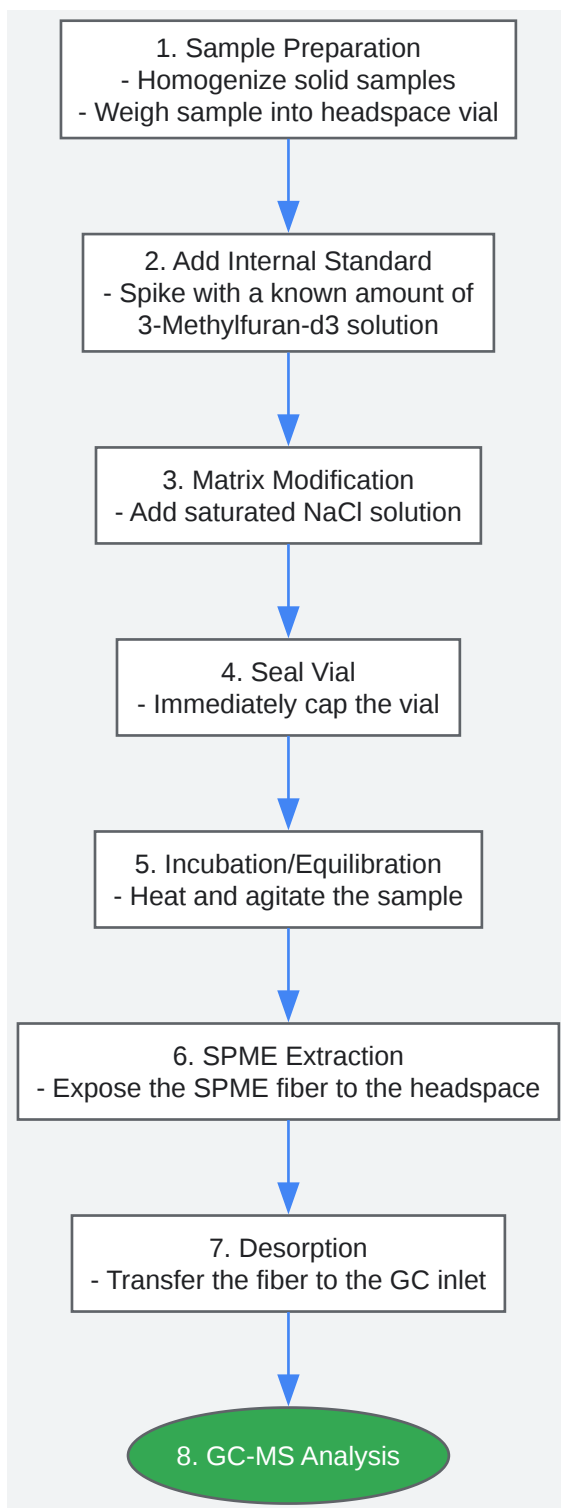 1. Sample Preparation
- Homogenize solid samples
- Weigh sample into headspace vial
2. Add Internal Standard
- Spike with a known amount of
3-Methylfuran-d3 solution
3. Matrix Modification
- Add saturated NaCl solution
4. Seal Vial
- Immediately cap the vial
5. Incubation/Equilibration
- Heat and agitate the sample
6. SPME Extraction
- Expose the SPME fiber to the headspace
7. Desorption
- Transfer the fiber to the GC inlet
8. GC-MS Analysis